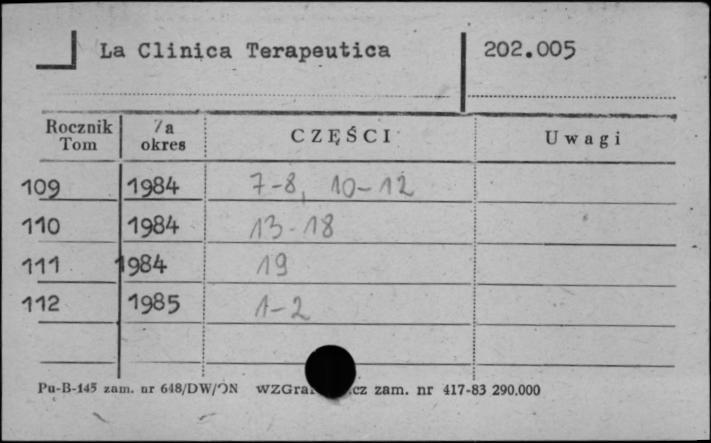 La Clinica Terapeutica 202.005
Rocznik Tom Za okres CZĘŚCI Uwagi
109 1984 7-8, 10-12
110 1984 13-18
111 1984 19
112 1985 1-2
Pu-B-145 zam. nr 648/DW/ON zam. nr 417-83 290.000